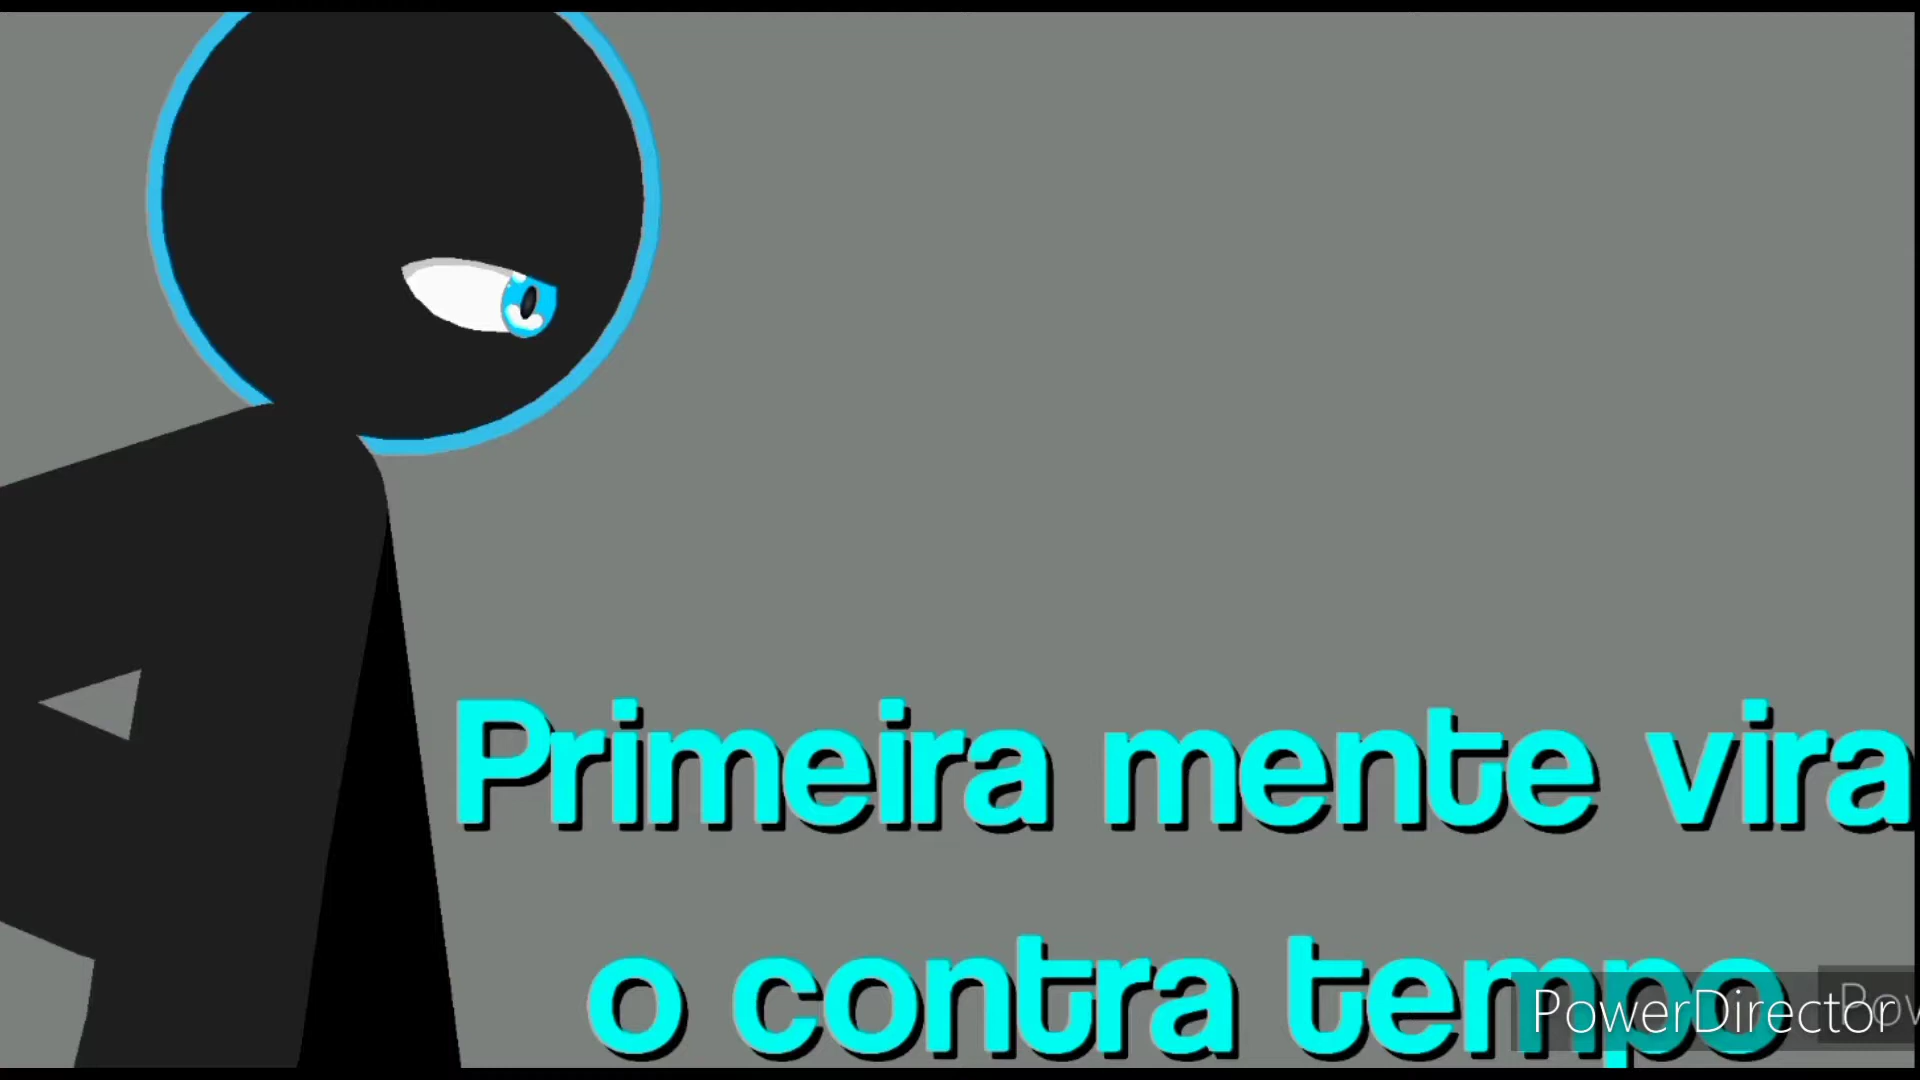 Primeira mente vira
o contra tempo
PowerDirector